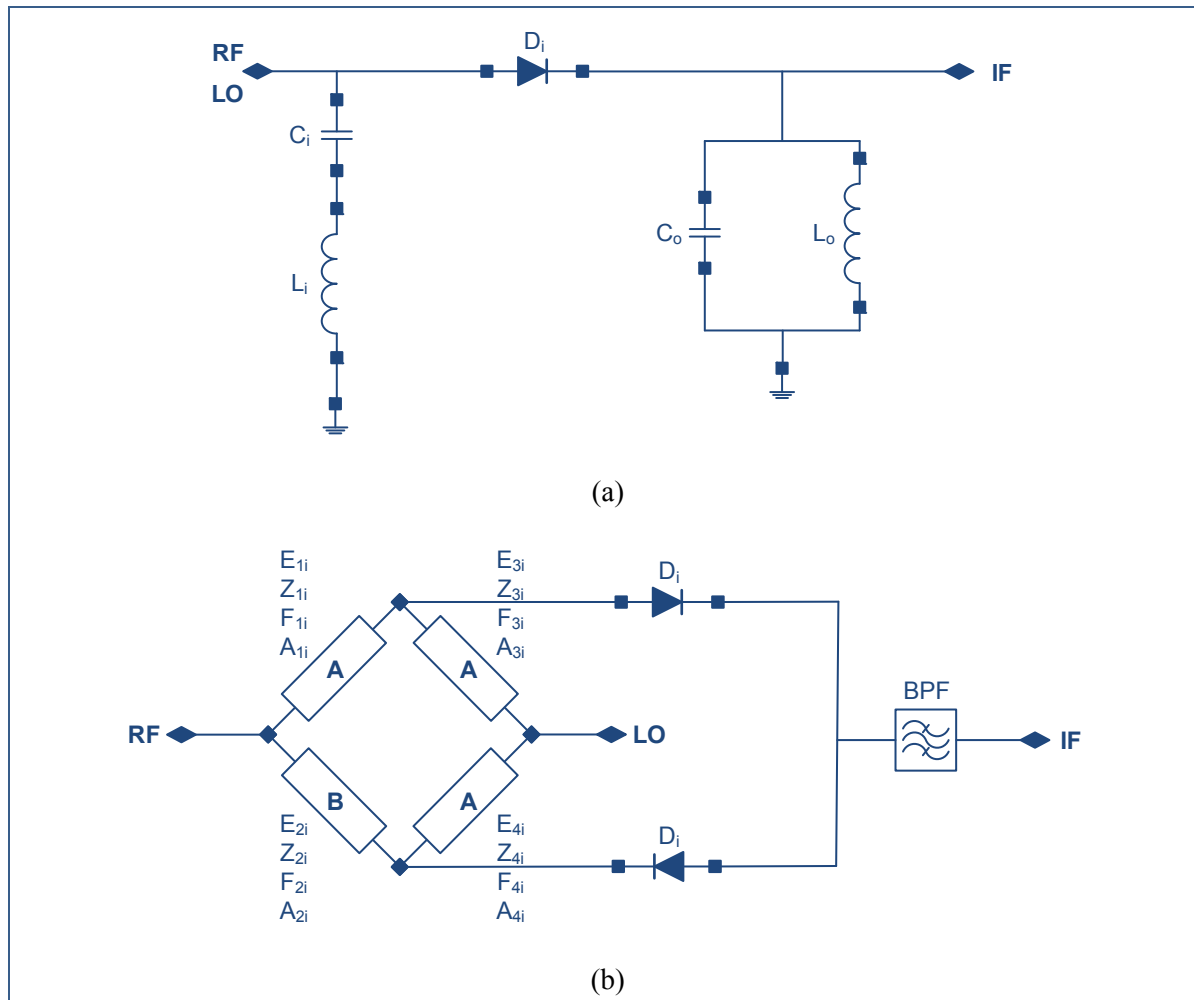 RF
LO
Dᵢ
IF
Cᵢ
Lᵢ
Cₒ
Lₒ
(a)
E₁ᵢ
Z₁ᵢ
F₁ᵢ
A₁ᵢ
E₃ᵢ
Z₃ᵢ
F₃ᵢ
A₃ᵢ
Dᵢ
A
A
BPF
RF
LO
IF
B
A
E₂ᵢ
Z₂ᵢ
F₂ᵢ
A₂ᵢ
E₄ᵢ
Z₄ᵢ
F₄ᵢ
A₄ᵢ
Dᵢ
(b)